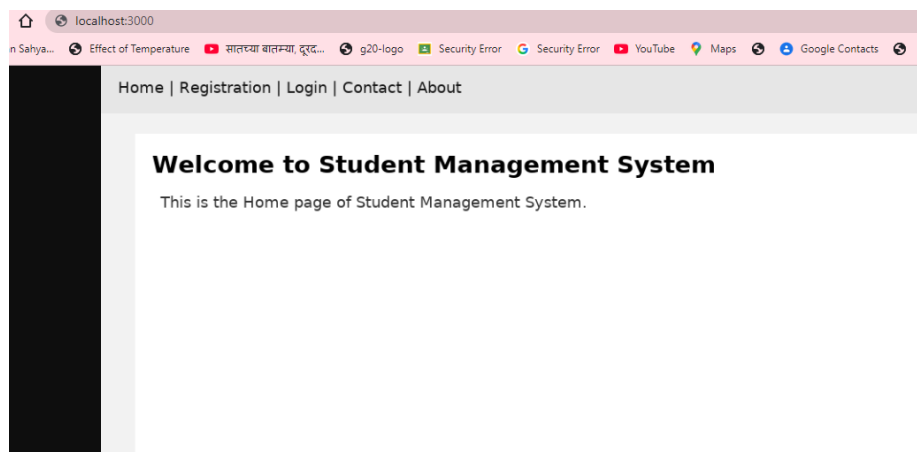 localhost:3000
n Sahya... Effect of Temperature सातच्या बातम्या, दूरद... g20-logo Security Error Security Error YouTube Maps Google Contacts
Home | Registration | Login | Contact | About
Welcome to Student Management System
This is the Home page of Student Management System.